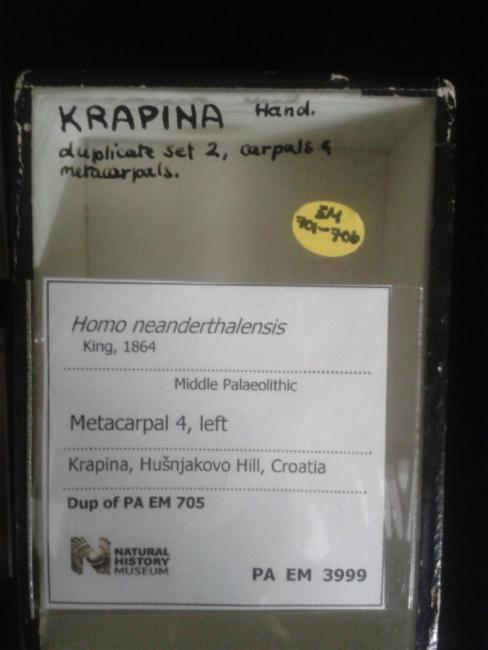 KRAPINA Hand.
duplicate set 2, carpals &
metacarpals.
EM
701-706
Homo neanderthalensis
King, 1864
Middle Palaeolithic
Metacarpal 4, left
Krapina, Hušnjakovo Hill, Croatia
Dup of PA EM 705
NATURAL
HISTORY
MUSEUM
PA EM 3999